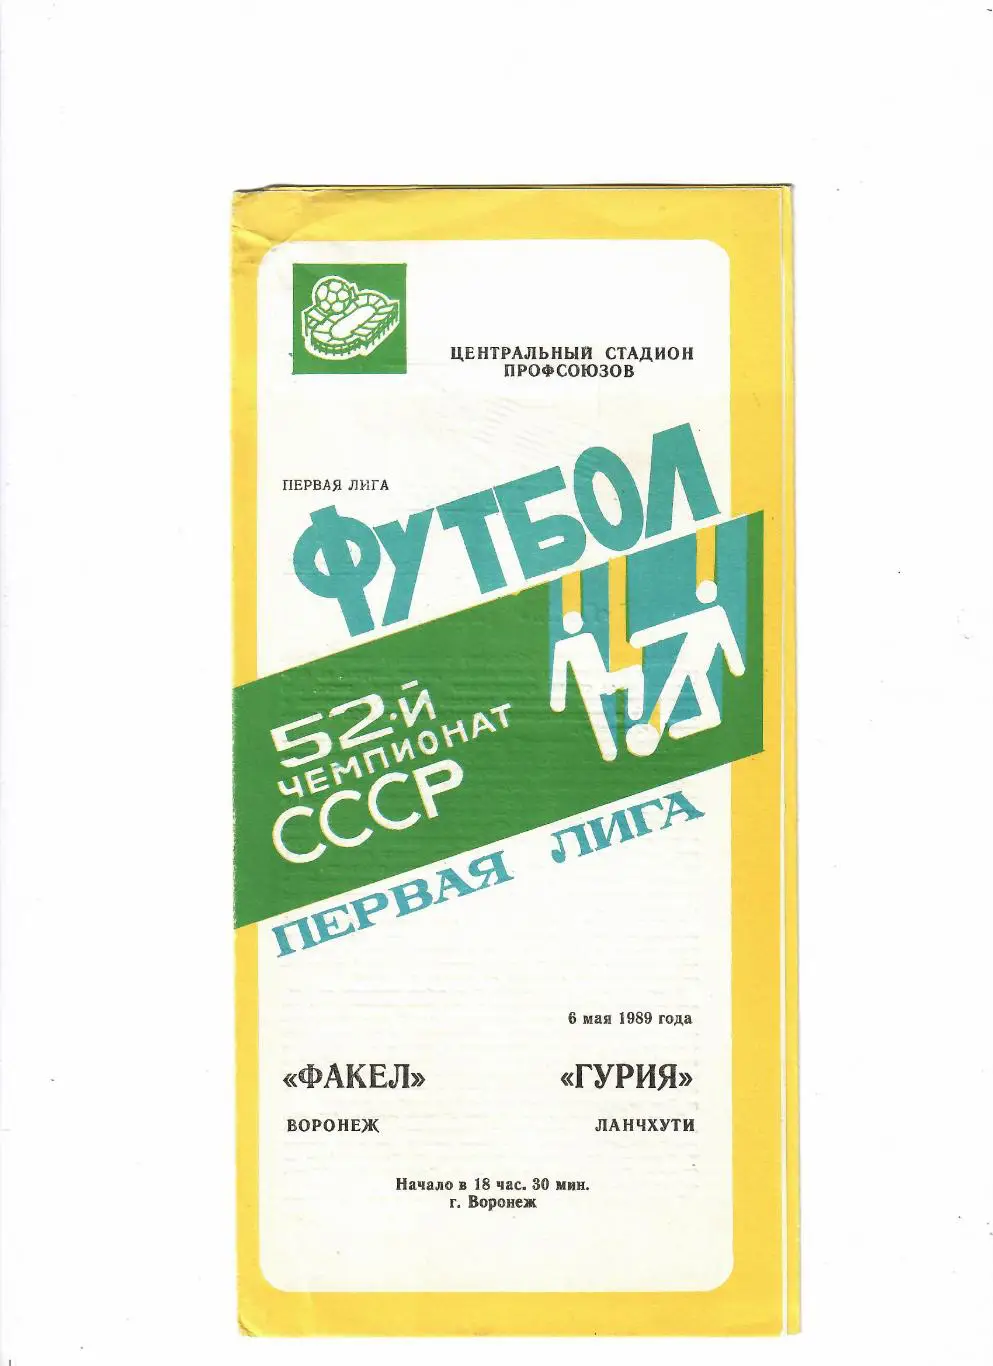 ЦЕНТРАЛЬНЫЙ СТАДИОН
ПРОФСОЮЗОВ
ПЕРВАЯ ЛИГА
ФУТБОЛ
52-Й
ЧЕМПИОНАТ
СССР
ПЕРВАЯ ЛИГА
6 мая 1989 года
«ФАКЕЛ» «ГУРИЯ»
ВОРОНЕЖ ЛАНЧХУТИ
Начало в 18 час. 30 мин.
г. Воронеж